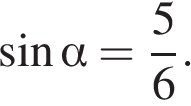 sin α = 5/6.